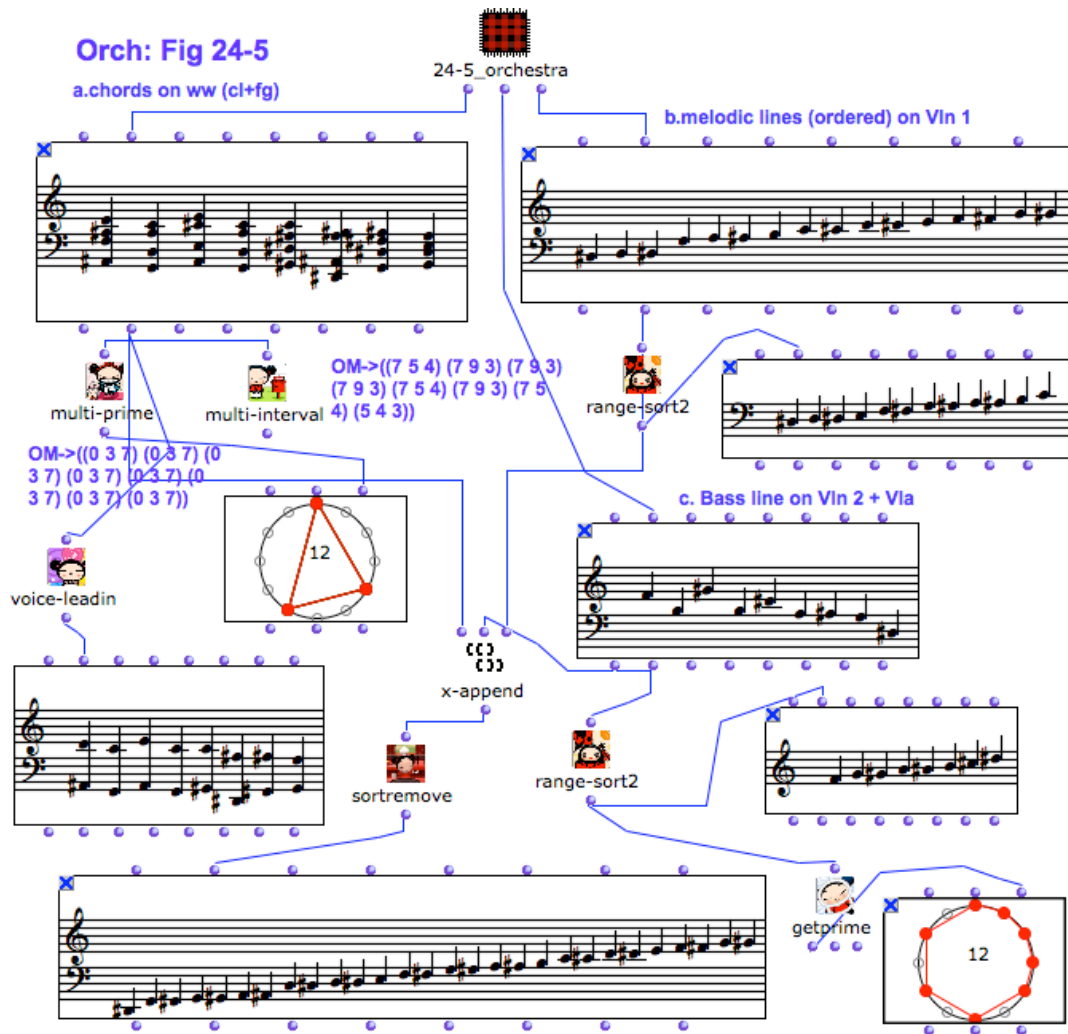 Orch: Fig 24-5
24-5_orchestra
a.chords on ww (cl+fg)
b.melodic lines (ordered) on Vln 1
multi-prime
multi-interval
OM->((7 5 4) (7 9 3) (7 9 3)
(7 9 3) (7 5 4) (7 9 3) (7 5
4) (5 4 3))
range-sort2
OM->((0 3 7) (0 3 7) (0
3 7) (0 3 7) (0 3 7) (0
3 7) (0 3 7) (0 3 7))
12
c. Bass line on Vln 2 + Vla
voice-leadin
x-append
sortremove
range-sort2
getprime
12